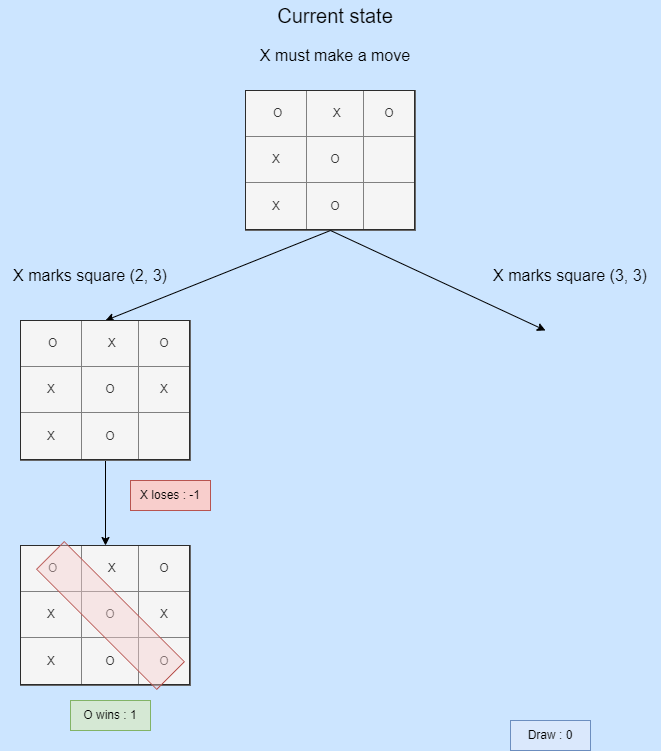 Current state
X must make a move
O X O
X O
X O
X marks square (2, 3)
X marks square (3, 3)
O X O
X O X
X O
X loses : -1
O X O
X O X
X O O
O wins : 1
Draw : 0